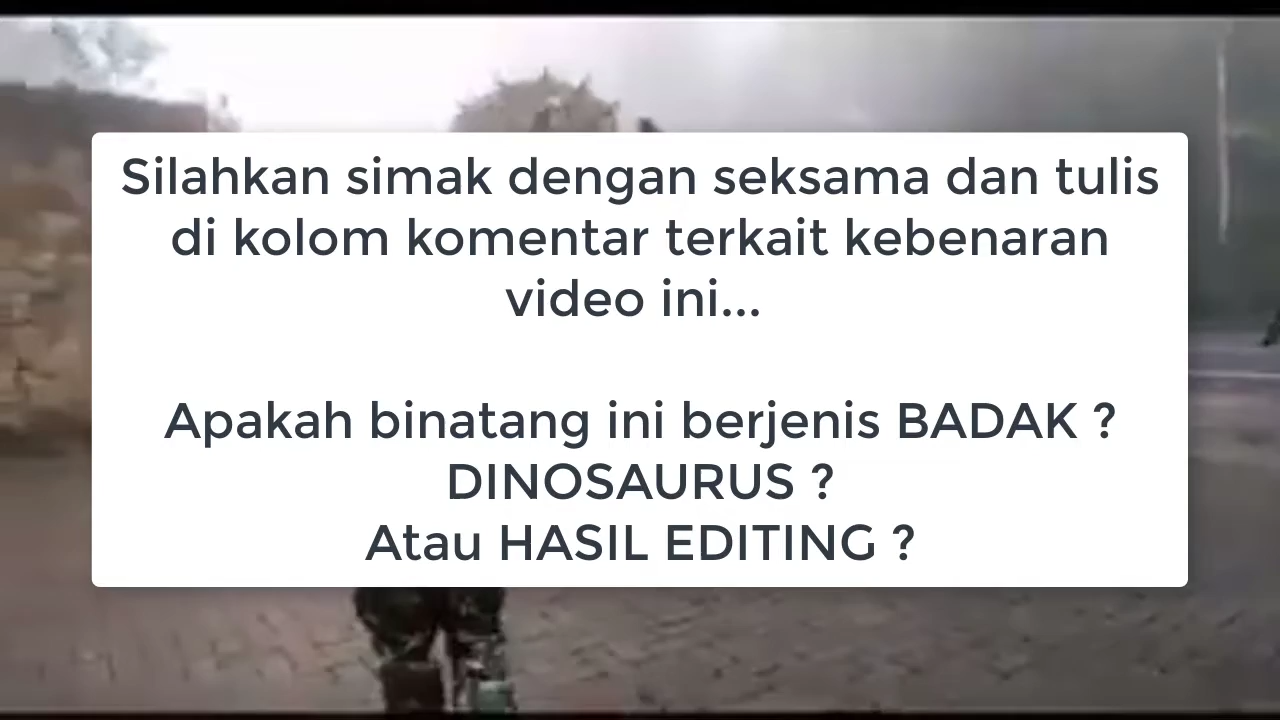 Silahkan simak dengan seksama dan tulis
di kolom komentar terkait kebenaran
video ini...
Apakah binatang ini berjenis BADAK ?
DINOSAURUS ?
Atau HASIL EDITING ?